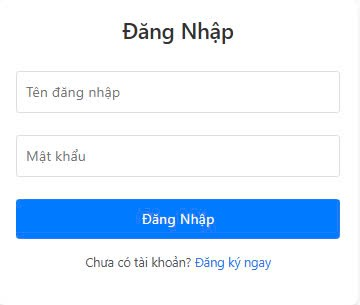 Đăng Nhập
Tên đăng nhập
Mật khẩu
Đăng Nhập
Chưa có tài khoản? Đăng ký ngay